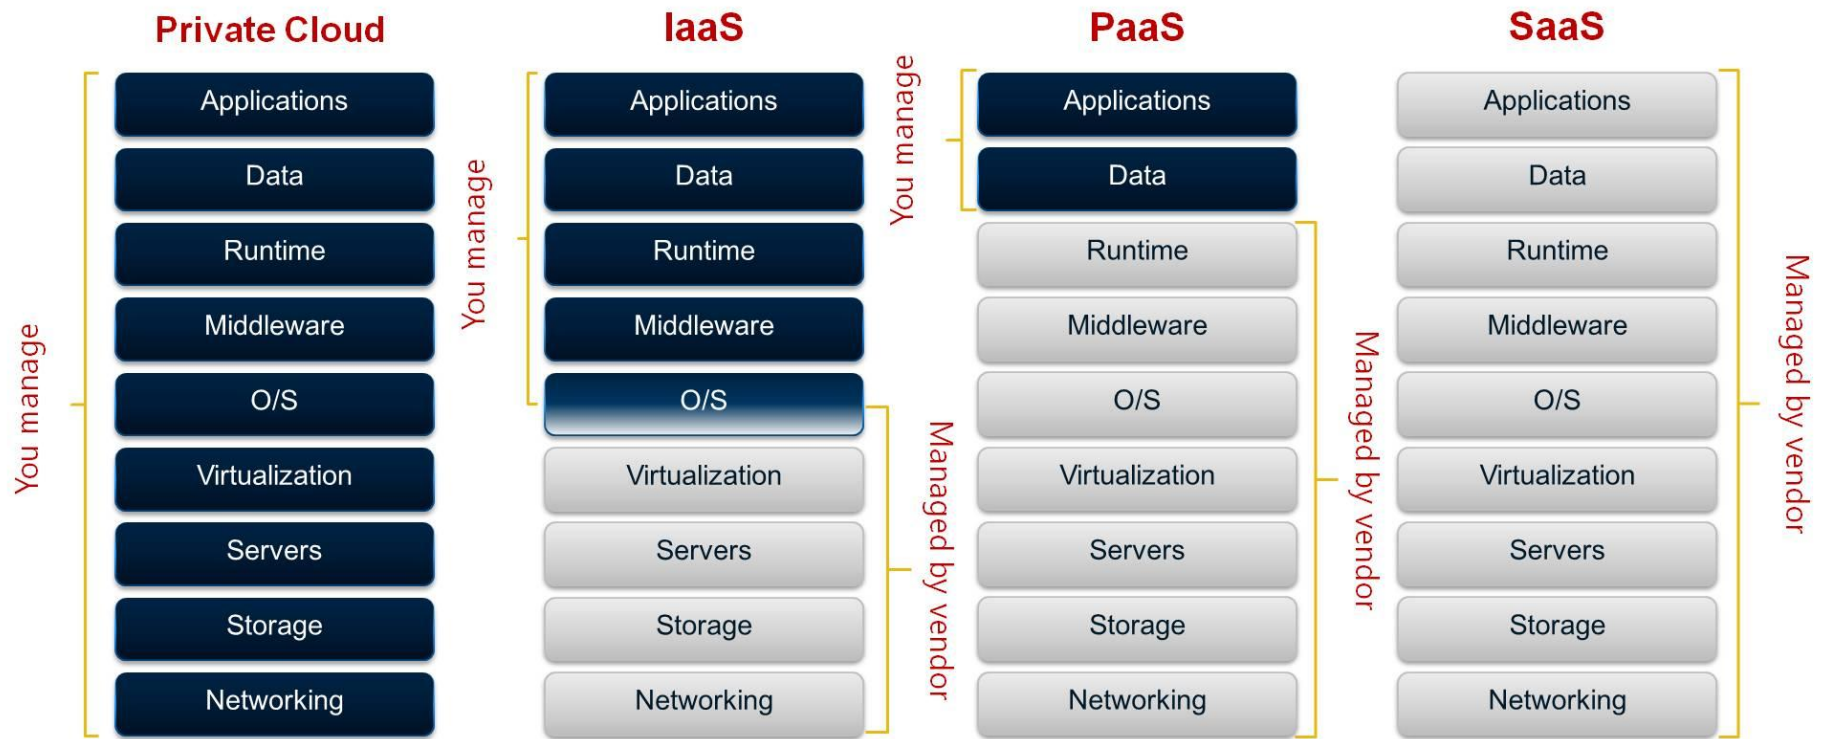 Private Cloud
You manage
Applications
Data
Runtime
Middleware
O/S
Virtualization
Servers
Storage
Networking
IaaS
You manage
Applications
Data
Runtime
Middleware
O/S
Virtualization
Servers
Storage
Networking
Managed by vendor
PaaS
You manage
Applications
Data
Runtime
Middleware
O/S
Virtualization
Servers
Storage
Networking
Managed by vendor
SaaS
Applications
Data
Runtime
Middleware
O/S
Virtualization
Servers
Storage
Networking
Managed by vendor